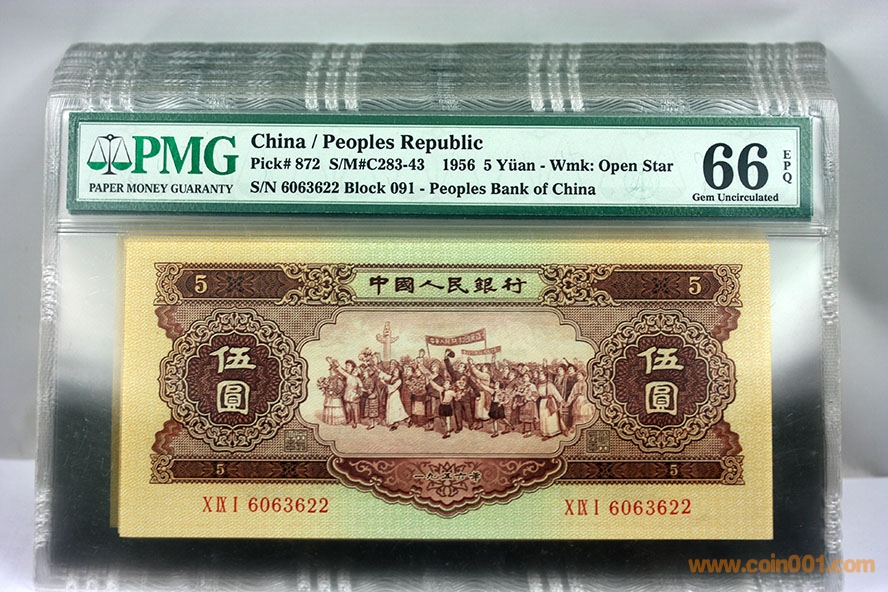 PMG
PAPER MONEY GUARANTY
China / Peoples Republic
Pick# 872 S/M#C283-43 1956 5 Yüan - Wmk: Open Star
S/N 6063622 Block 091 - Peoples Bank of China
66 EPQ
Gem Uncirculated
5 中國人民銀行 5
伍圓 伍圓
5 一九五六年 5
X IX I 6063622 X IX I 6063622
www.coin001.com